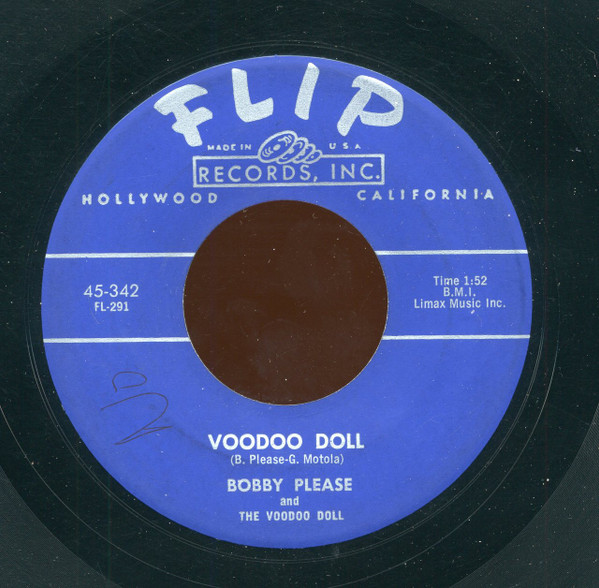 FLIP
MADE IN U.S.A
RECORDS, INC.
HOLLYWOOD CALIFORNIA
45-342
FL-291
Time 1:52
B.M.I.
Limax Music Inc.
VOODOO DOLL
(B. Please-G. Motola)
BOBBY PLEASE
and
THE VOODOO DOLL